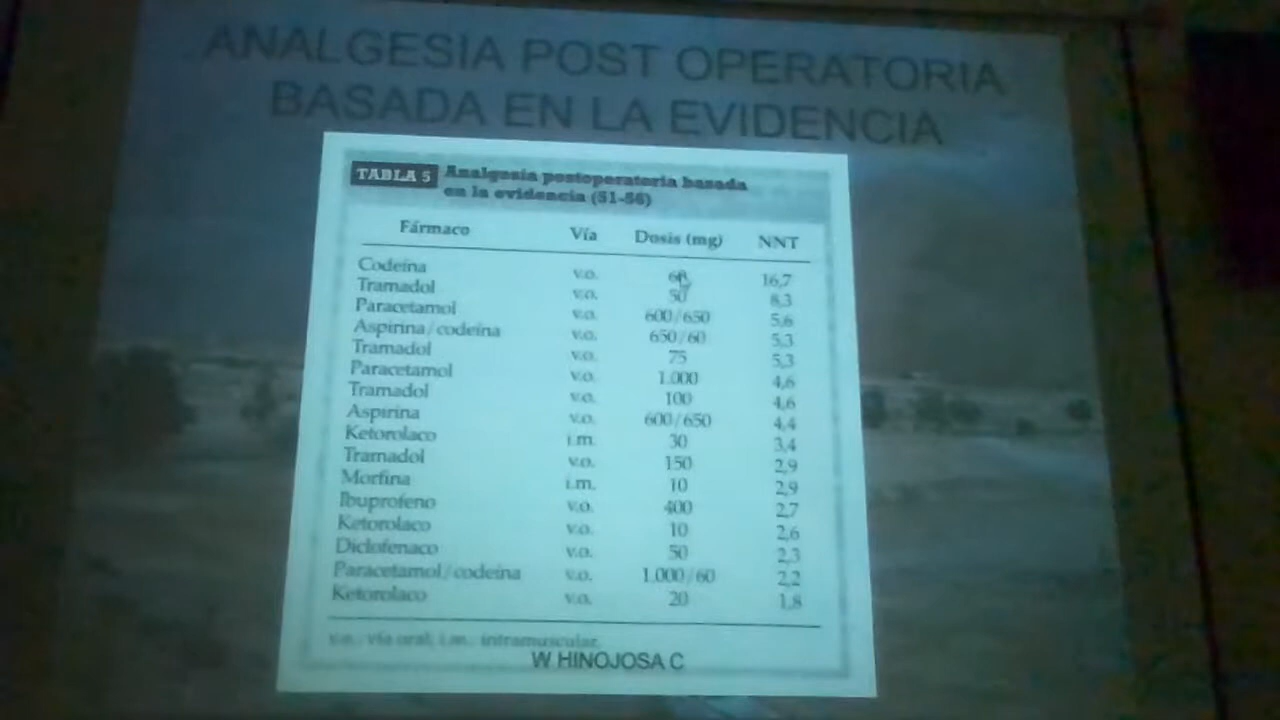 ANALGESIA POST OPERATORIA
BASADA EN LA EVIDENCIA
TABLA 5 Analgesia postoperatoria basada
en la evidencia (51-56)
Fármaco Vía Dosis (mg) NNT
Codeína v.o. 60 16,7
Tramadol v.o. 50 8,3
Paracetamol v.o. 600/650 5,6
Aspirina/codeína v.o. 650/60 5,3
Tramadol v.o. 75 5,3
Paracetamol v.o. 1.000 4,6
Tramadol v.o. 100 4,6
Aspirina v.o. 600/650 4,4
Ketorolaco i.m. 30 3,4
Tramadol v.o. 150 2,9
Morfina i.m. 10 2,9
Ibuprofeno v.o. 400 2,7
Ketorolaco v.o. 10 2,6
Diclofenaco v.o. 50 2,3
Paracetamol/codeína v.o. 1.000/60 2,2
Ketorolaco v.o. 20 1,8
v.o.: vía oral; i.m.: intramuscular.
W HINOJOSA C